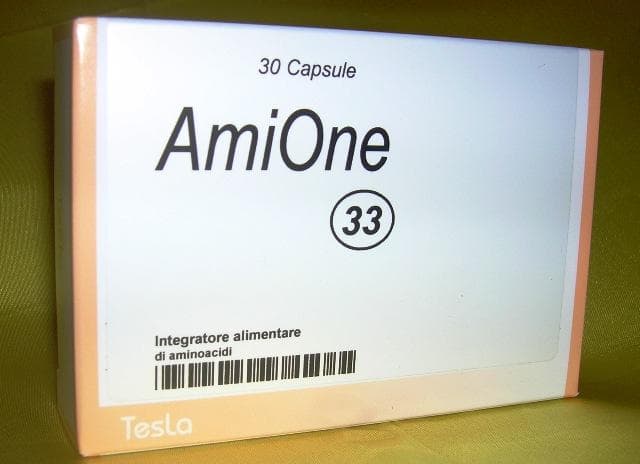 30 Capsule
AmiOne
33
Integratore alimentare
di aminoacidi
Tesla